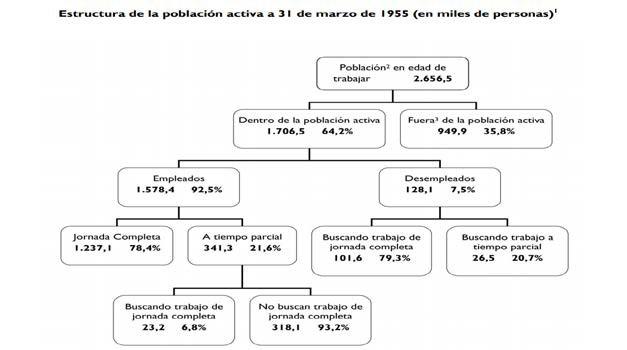 Estructura de la población activa a 31 de marzo de 1955 (en miles de personas)¹
Población² en edad de
trabajar 2.656,5
Dentro de la población activa
1.706,5 64,2%
Fuera³ de la población activa
949,9 35,8%
Empleados
1.578,4 92,5%
Desempleados
128,1 7,5%
Jornada Completa
1.237,1 78,4%
A tiempo parcial
341,3 21,6%
Buscando trabajo de
jornada completa
101,6 79,3%
Buscando trabajo a
tiempo parcial
26,5 20,7%
Buscando trabajo de
jornada completa
23,2 6,8%
No buscan trabajo de
jornada completa
318,1 93,2%